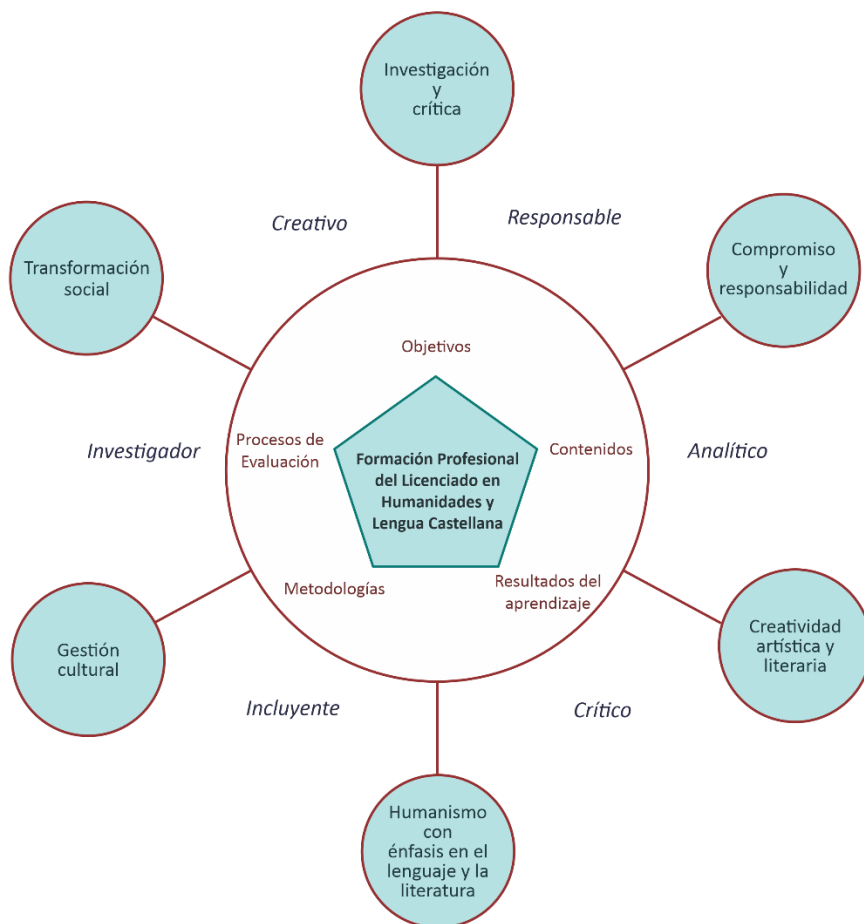 Investigación
y
crítica
Creativo
Responsable
Transformación
social
Compromiso
y
responsabilidad
Objetivos
Investigador
Procesos de
Evaluación
Formación Profesional
del Licenciado en
Humanidades y
Lengua Castellana
Contenidos
Analítico
Metodologías
Resultados del
aprendizaje
Gestión
cultural
Creatividad
artística y
literaria
Incluyente
Crítico
Humanismo
con
énfasis en el
lenguaje y la
literatura